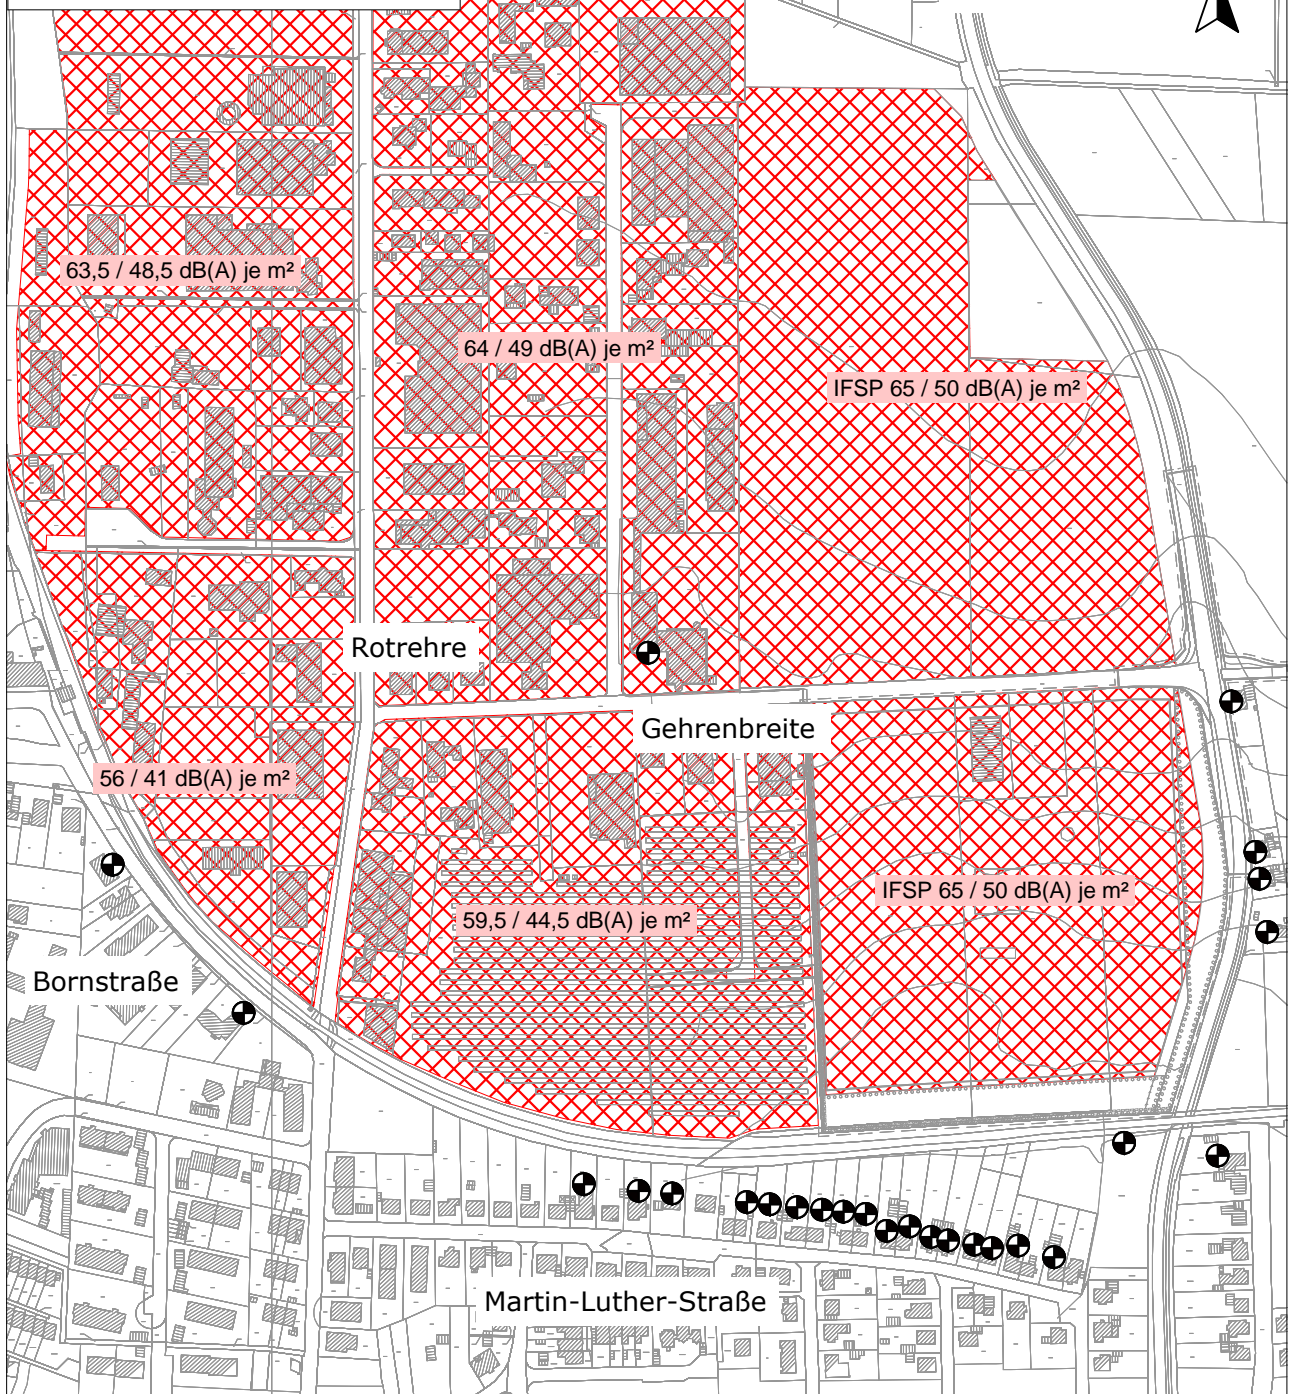 63,5 / 48,5 dB(A) je m²
64 / 49 dB(A) je m²
IFSP 65 / 50 dB(A) je m²
Rotrehre
Gehrenbreite
56 / 41 dB(A) je m²
IFSP 65 / 50 dB(A) je m²
59,5 / 44,5 dB(A) je m²
Bornstraße
Martin-Luther-Straße